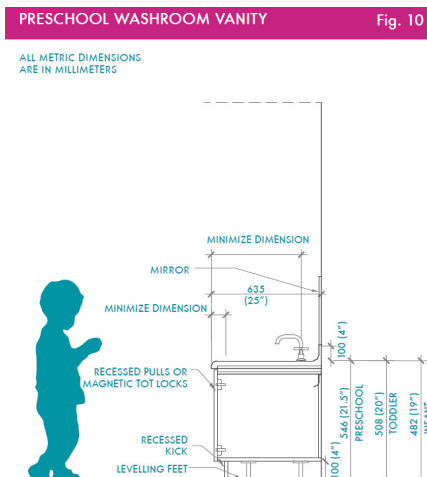 PRESCHOOL WASHROOM VANITY
Fig. 10
ALL METRIC DIMENSIONS
ARE IN MILLIMETERS
MINIMIZE DIMENSION
MIRROR
635
(25")
MINIMIZE DIMENSION
100 (4")
RECESSED PULLS OR
MAGNETIC TOT LOCKS
546 (21.5")
PRESCHOOL
508 (20")
TODDLER
482 (19")
INFANT
RECESSED
KICK
100 (4")
LEVELLING FEET